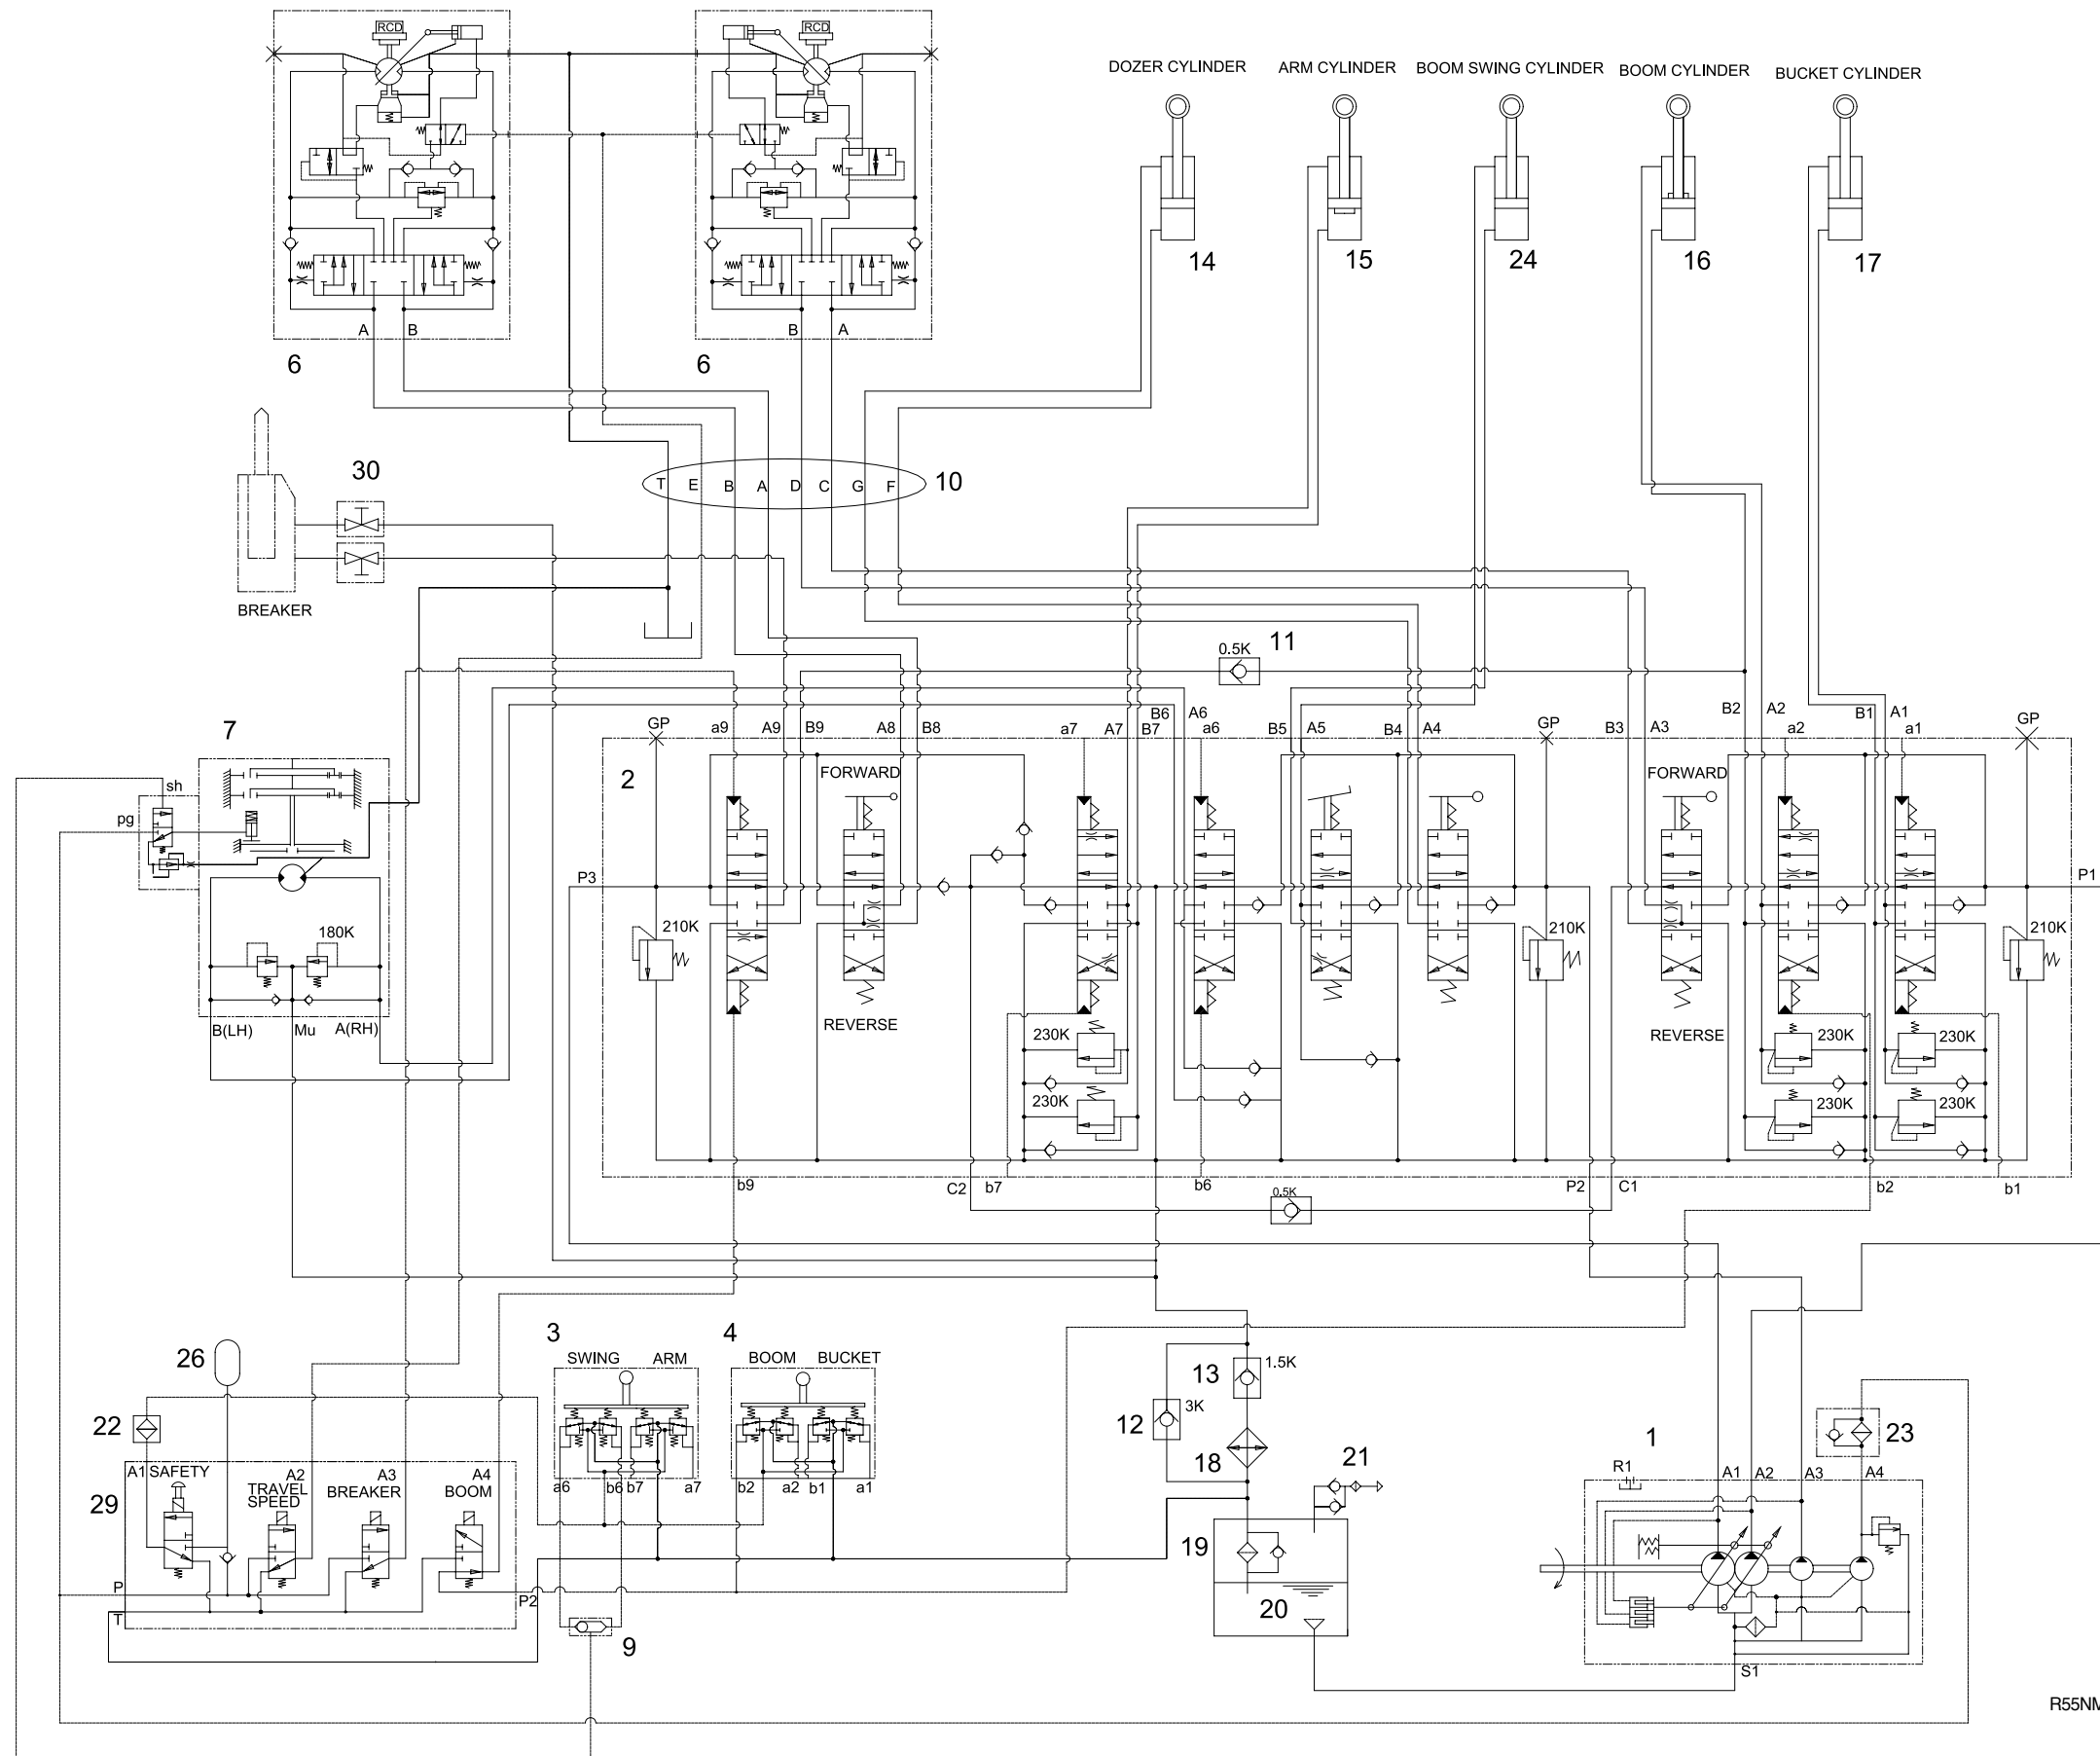 RCD RCD
DOZER CYLINDER ARM CYLINDER BOOM SWING CYLINDER BOOM CYLINDER BUCKET CYLINDER
14 15 24 16 17
A B B A
6 6
30
T E B A D C G F 10
BREAKER
11
0.5K
7
GP a9 A9 B9 A8 B8 a7 A7 B7 B6 A6 a6 B5 A5 B4 A4 GP B3 A3 B2 A2 a2 B1 A1 a1 GP
sh
2 FORWARD FORWARD
pg
P3 P1
180K 210K 210K 210K
B(LH) Mu A(RH) REVERSE 230K REVERSE 230K 230K
230K 230K 230K
b9 C2 b7 b6 P2 C1 b2 b1
0.5K
3 4
26 SWING ARM BOOM BUCKET 13 1.5K
22 12 3K
18 21 1 23
A1 SAFETY A2 A3 A4 R1 A1 A2 A3 A4
TRAVEL SPEED BREAKER BOOM
29 a6 b6 b7 a7 b2 a2 b1 a1
19
P P2 20
T
9 S1
R55NM